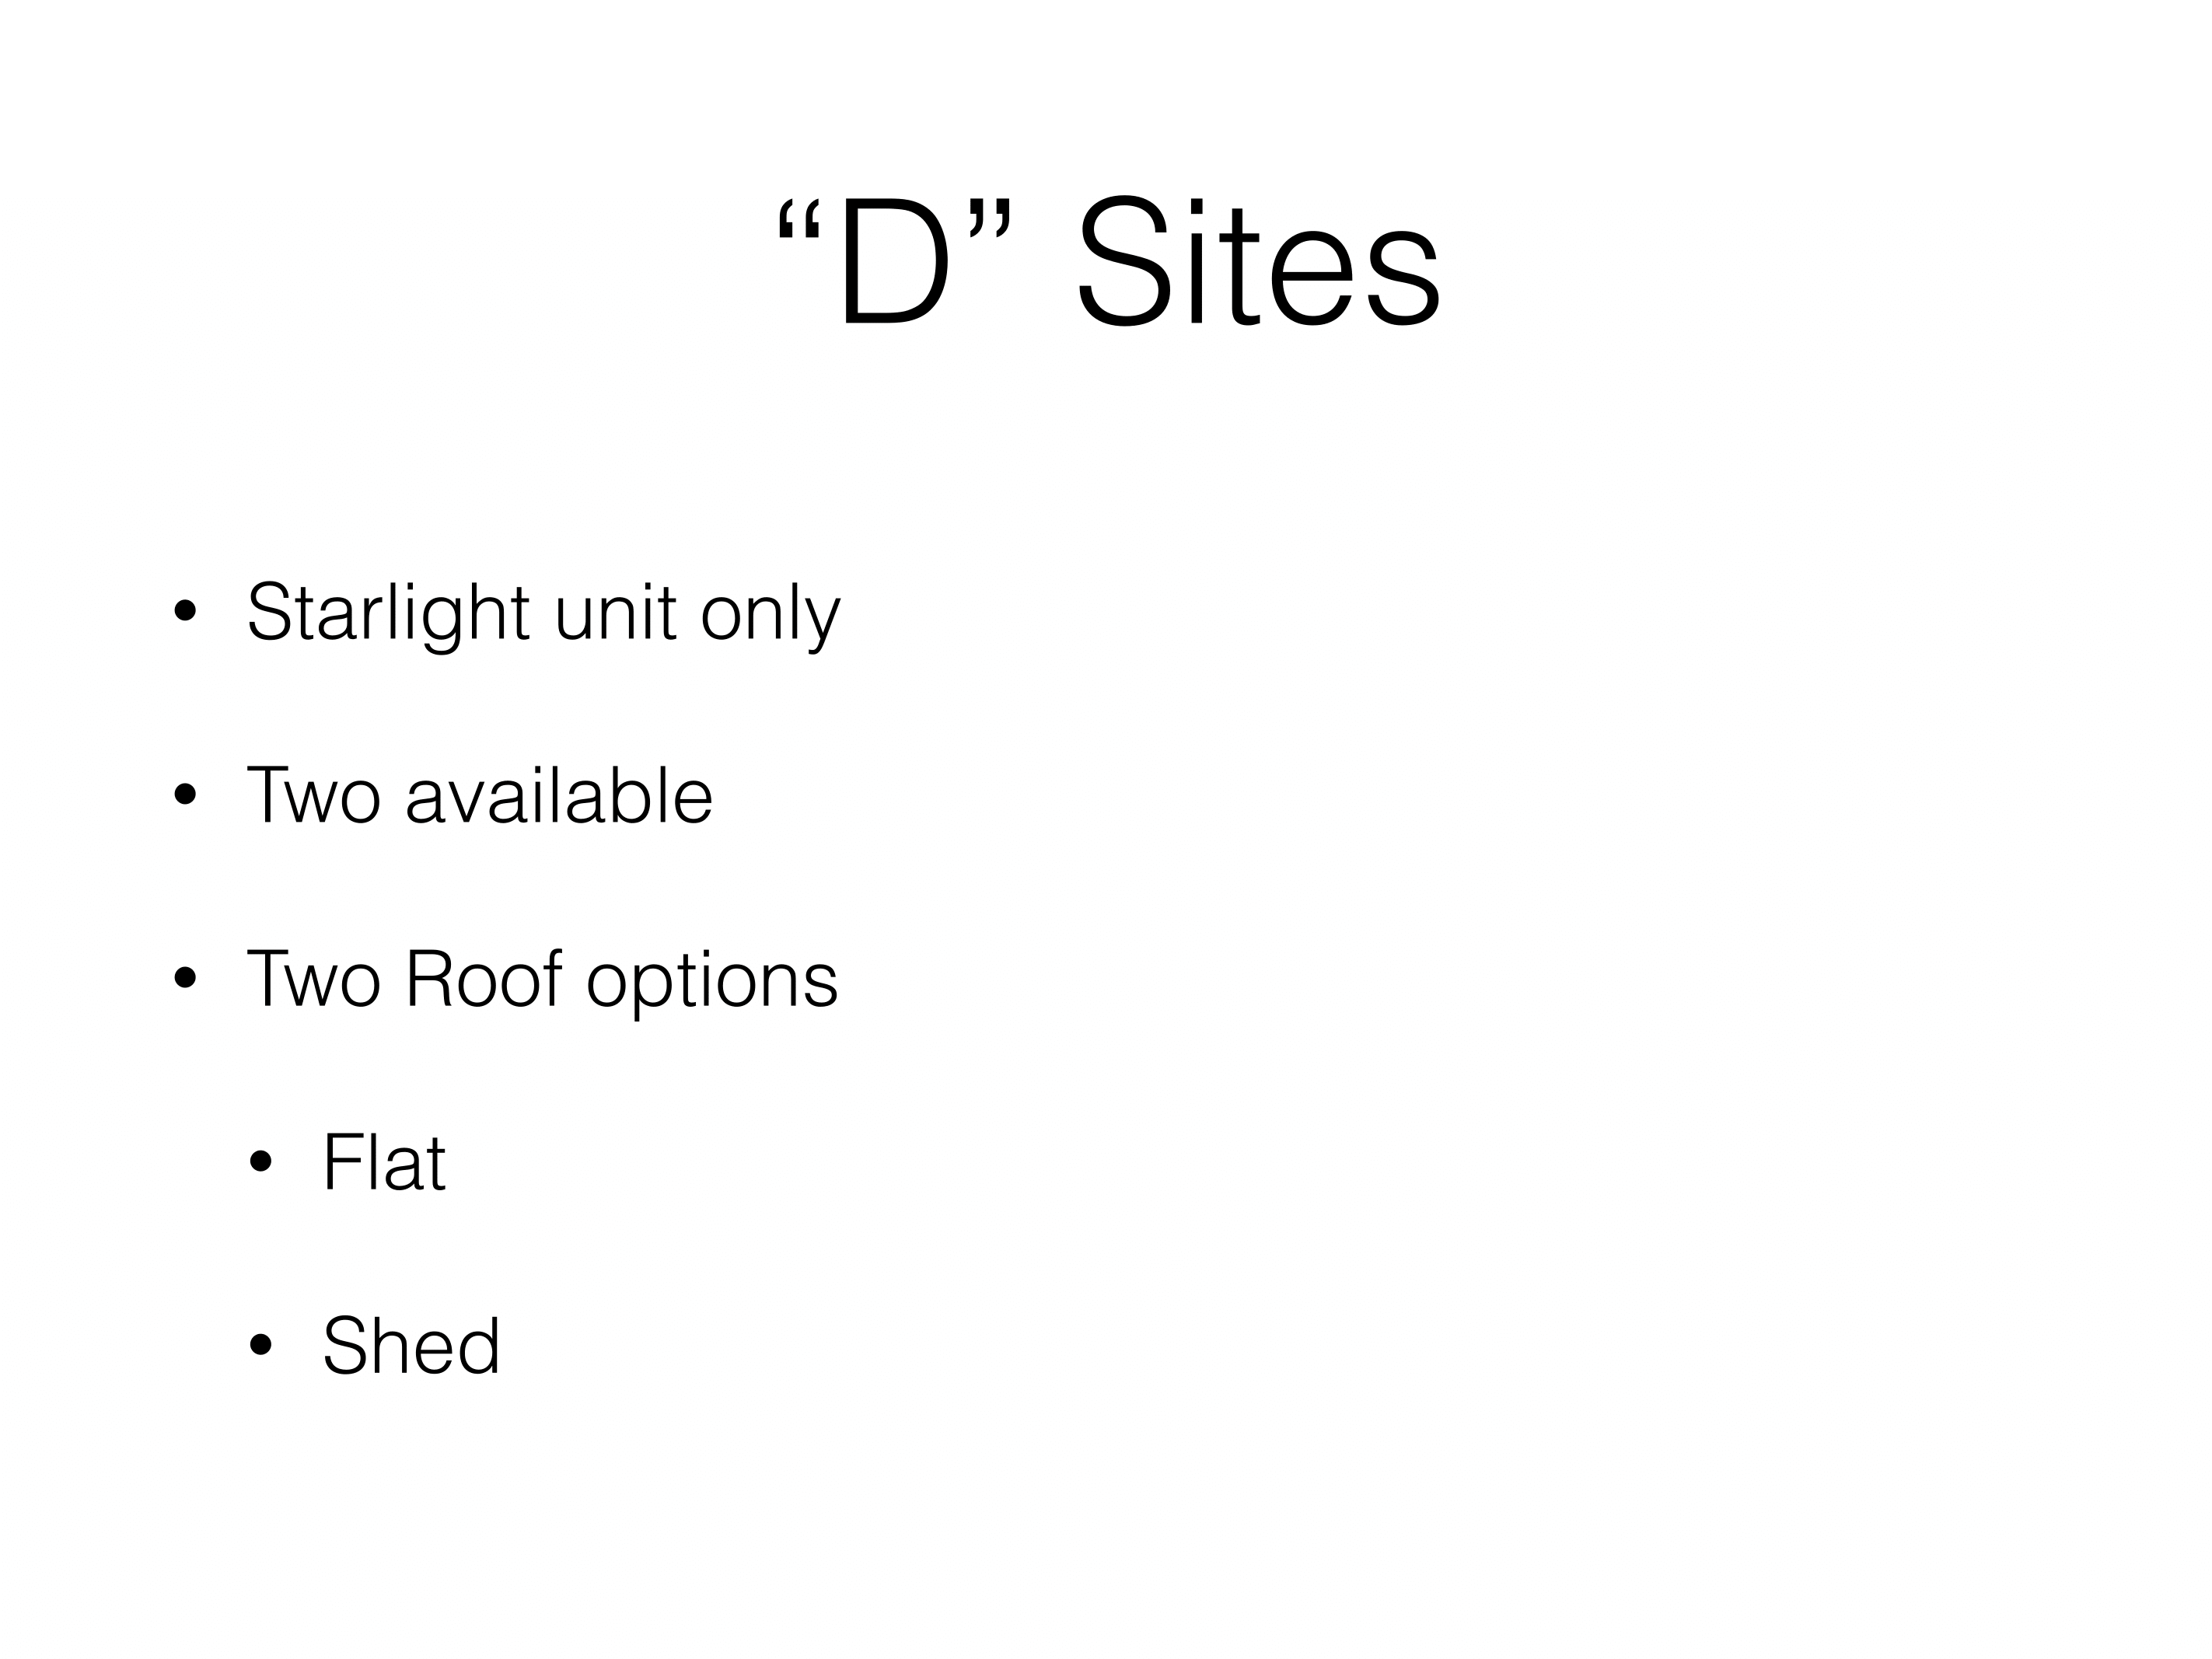 “D” Sites
• Starlight unit only
• Two available
• Two Roof options
• Flat
• Shed